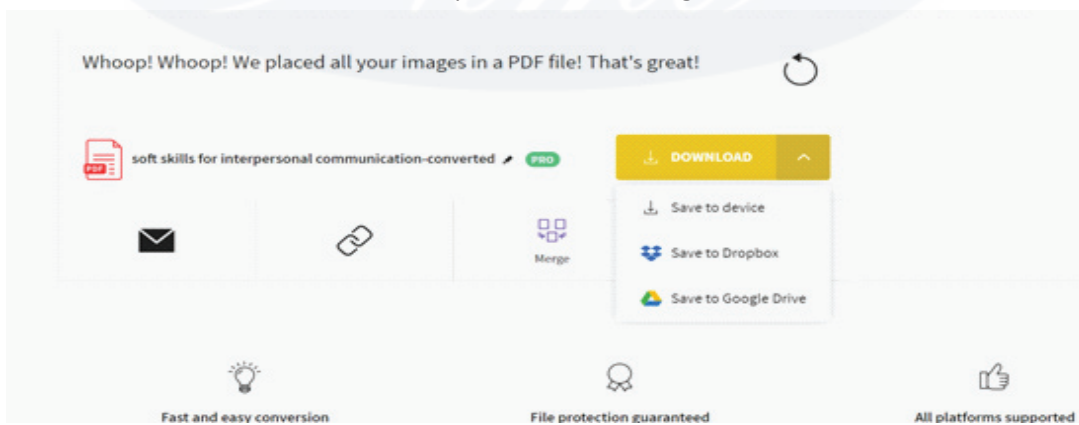 Whoop! Whoop! We placed all your images in a PDF file! That's great!
PDF
soft skills for interpersonal communication-converted
PRO
DOWNLOAD
Save to device
Save to Dropbox
Save to Google Drive
Merge
Fast and easy conversion
File protection guaranteed
All platforms supported